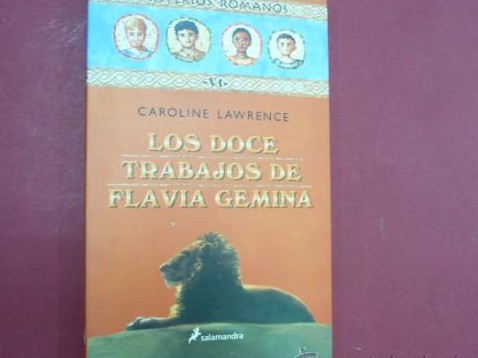 MISTERIOS ROMANOS
VI
CAROLINE LAWRENCE
LOS DOCE
TRABAJOS DE
FLAVIA GEMINA
salamandra